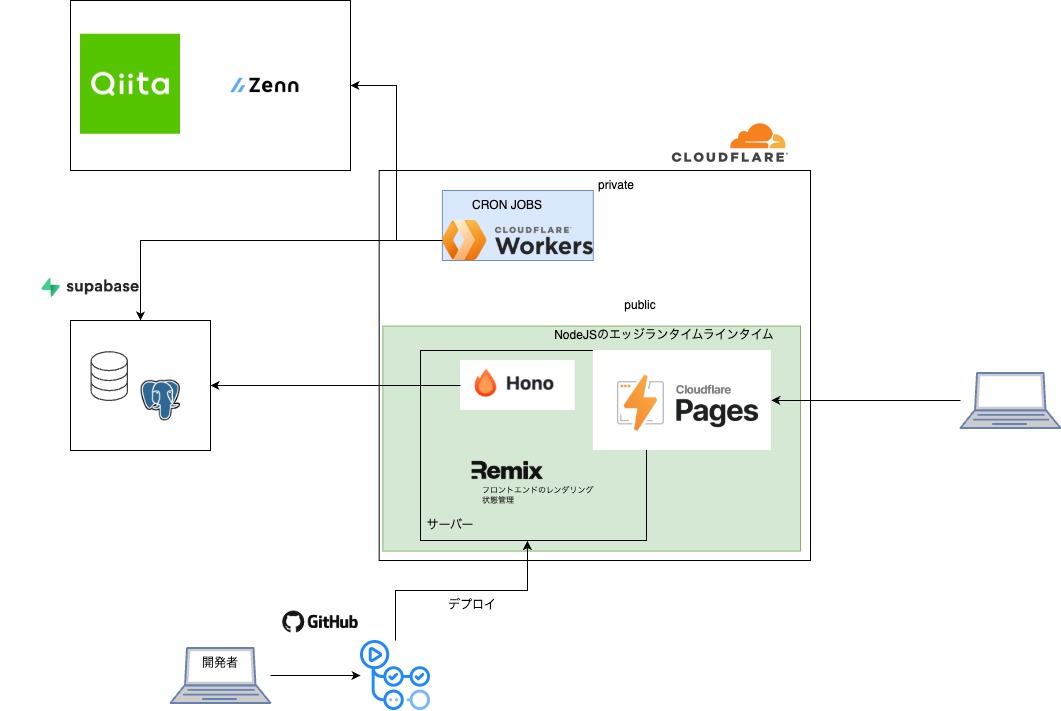 Qiita
Zenn
CLOUDFLARE
private
CRON JOBS
CLOUDFLARE
Workers
supabase
public
NodeJSのエッジランタイムラインタイム
Hono
Cloudflare
Pages
Remix
フロントエンドのレンダリング
状態管理
サーバー
デプロイ
GitHub
開発者